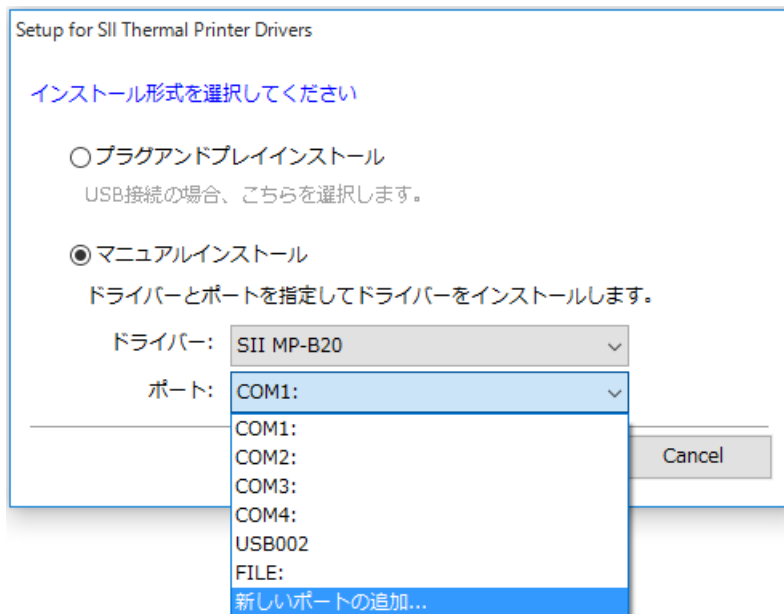 Setup for SII Thermal Printer Drivers
インストール形式を選択してください
プラグアンドプレイインストール
USB接続の場合、こちらを選択します。
マニュアルインストール
ドライバーとポートを指定してドライバーをインストールします。
ドライバー: SII MP-B20
ポート: COM1:
COM1:
COM2:
Cancel
COM3:
COM4:
USB002
FILE:
新しいポートの追加...